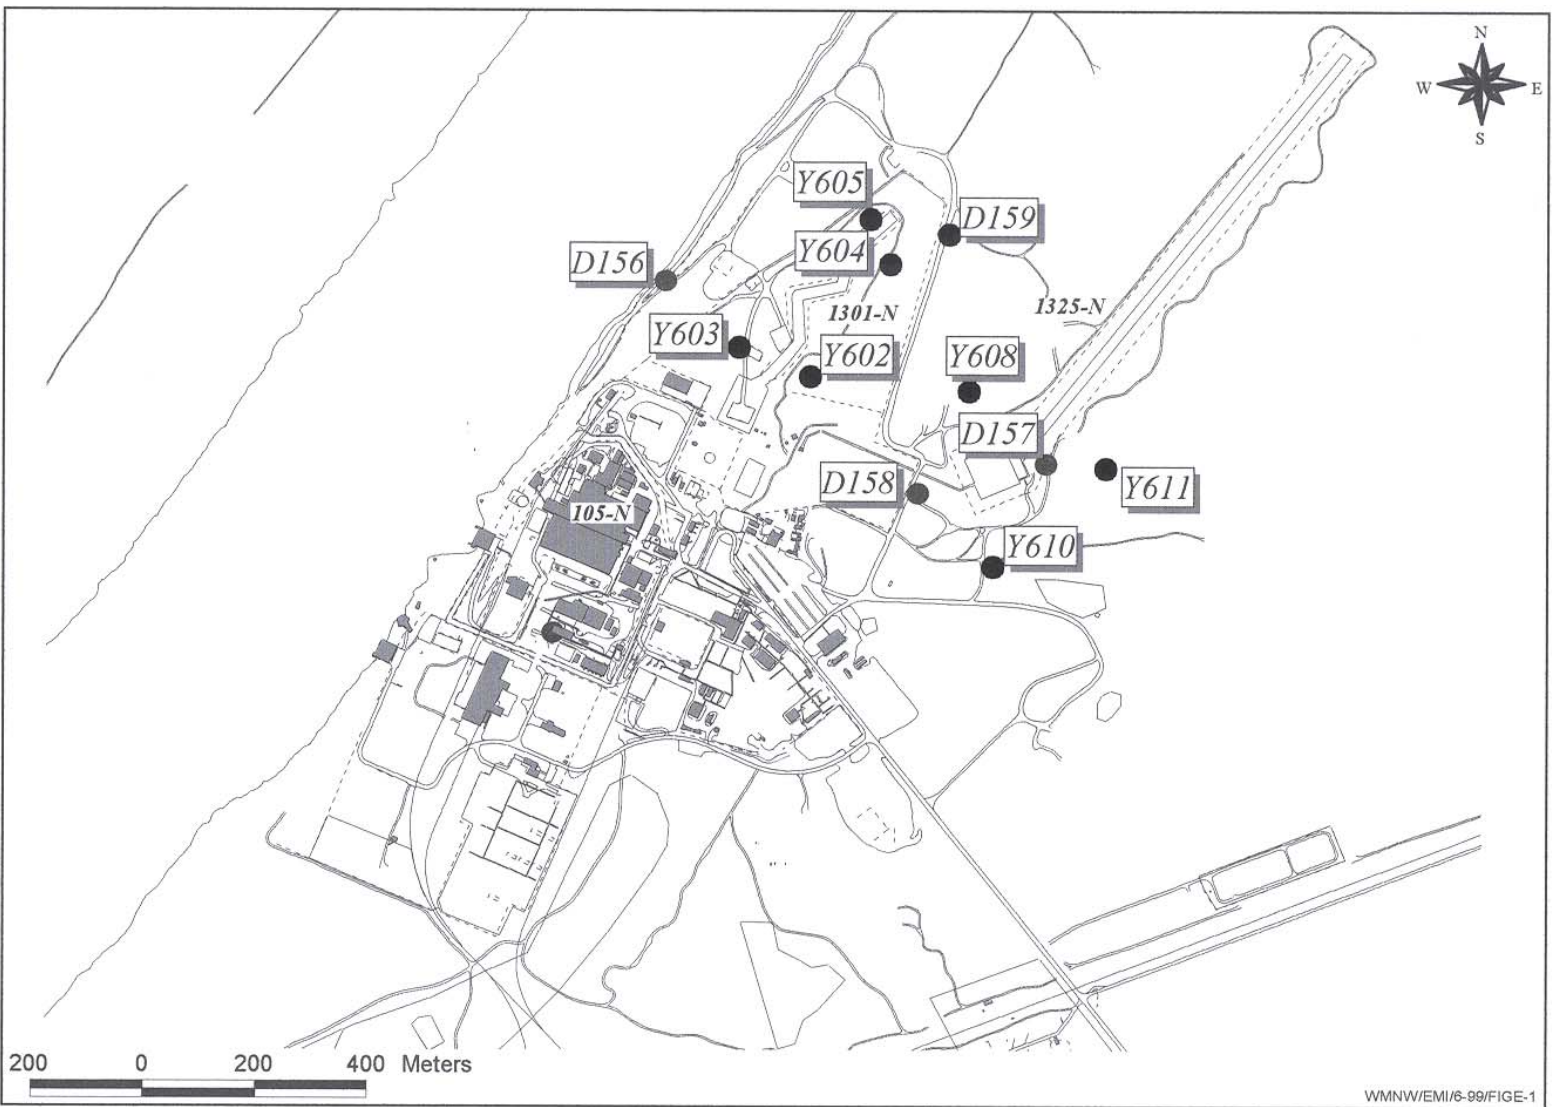 N
W E
S
Y605
D159
Y604
D156
1325-N
1301-N
Y603
Y602
Y608
D157
D158
Y611
105-N
Y610
200 0 200 400 Meters
WMNW/EMI/6-99/FIGE-1